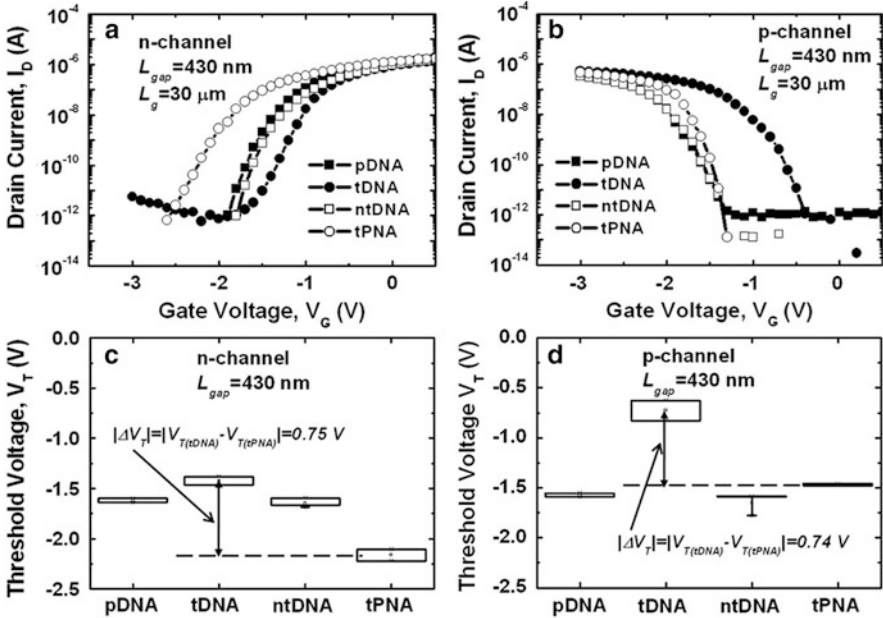 a
n-channel
L_gap=430 nm
L_g=30 μm
pDNA
tDNA
ntDNA
tPNA
10^-4
10^-6
10^-8
10^-10
10^-12
10^-14
Drain Current, I_D (A)
-3 -2 -1 0
Gate Voltage, V_G (V)
b
p-channel
L_gap=430 nm
L_g=30 μm
pDNA
tDNA
ntDNA
tPNA
10^-4
10^-6
10^-8
10^-10
10^-12
10^-14
Drain Current, I_D (A)
-3 -2 -1 0
Gate Voltage, V_G (V)
c
n-channel
L_gap=430 nm
|ΔV_T|=|V_T(tDNA)-V_T(tPNA)|=0.75 V
0.0
-0.5
-1.0
-1.5
-2.0
-2.5
Threshold Voltage, V_T (V)
pDNA tDNA ntDNA tPNA
d
p-channel
L_gap=430 nm
|ΔV_T|=|V_T(tDNA)-V_T(tPNA)|=0.74 V
0.0
-0.5
-1.0
-1.5
-2.0
-2.5
Threshold Voltage V_T (V)
pDNA tDNA ntDNA tPNA